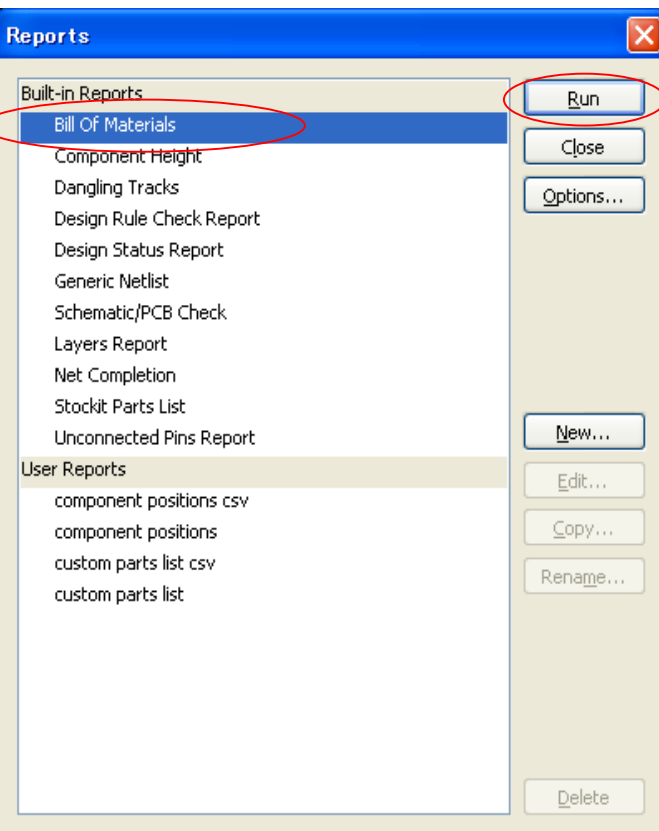 Reports
Built-in Reports
Bill Of Materials
Component Height
Dangling Tracks
Design Rule Check Report
Design Status Report
Generic Netlist
Schematic/PCB Check
Layers Report
Net Completion
Stockit Parts List
Unconnected Pins Report
User Reports
component positions csv
component positions
custom parts list csv
custom parts list
Run
Close
Options...
New...
Edit...
Copy...
Rename...
Delete